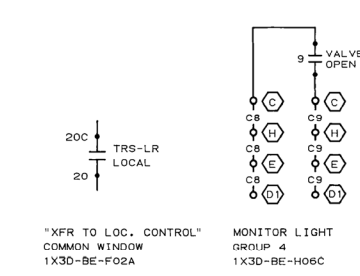 9
VALVE
OPEN
C
C
C8
C9
20C
H
H
TRS-LR
C8
C9
LOCAL
E
E
20
C8
C9
D1
D1
"XFR TO LOC. CONTROL"
COMMON WINDOW
1X3D-BE-F02A
MONITOR LIGHT
GROUP 4
1X3D-BE-H06C